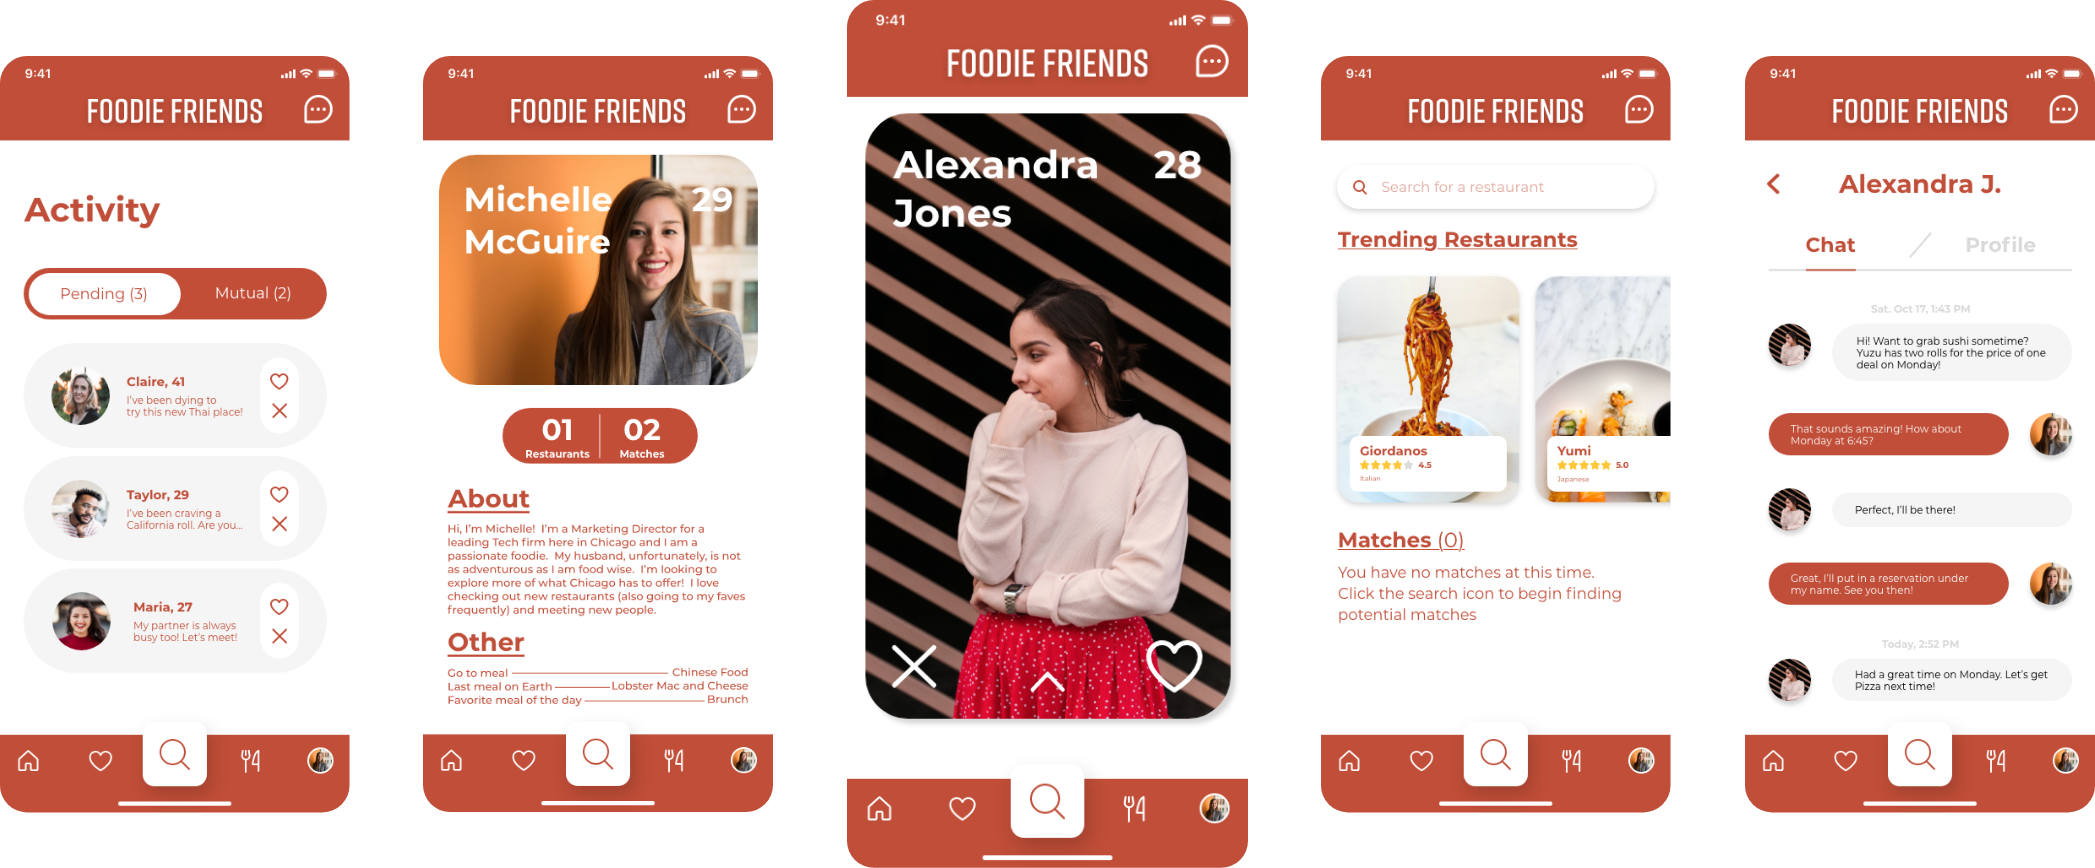 9:41
FOODIE FRIENDS
Activity
Pending (3)
Mutual (2)
Claire, 41
I've been dying to
try this new Thai place!
Taylor, 29
I've been craving a
California roll. Are you...
Maria, 27
My partner is always
busy too! Let's meet!
9:41
FOODIE FRIENDS
Michelle 29
McGuire
01 02
Restaurants Matches
About
Hi, I'm Michelle! I'm a Marketing Director for a
leading Tech firm here in Chicago and I am a
passionate foodie. My husband, unfortunately, is not
as adventurous as I am food wise. I'm looking to
explore more of what Chicago has to offer! I love
checking out new restaurants (also going to my faves
frequently) and meeting new people.
Other
Go to meal Chinese Food
Last meal on Earth Lobster Mac and Cheese
Favorite meal of the day Brunch
9:41
FOODIE FRIENDS
Alexandra 28
Jones
9:41
FOODIE FRIENDS
Search for a restaurant
Trending Restaurants
Giordanos
4.5
Italian
Yumi
5.0
Japanese
Matches (0)
You have no matches at this time.
Click the search icon to begin finding
potential matches
9:41
FOODIE FRIENDS
Alexandra J.
Chat Profile
Sat. Oct 17, 1:43 PM
Hi! Want to grab sushi sometime?
Yuzu has two rolls for the price of one
deal on Monday!
That sounds amazing! How about
Monday at 6:45?
Perfect, I'll be there!
Great, I'll put in a reservation under
my name. See you then!
Today, 2:52 PM
Had a great time on Monday. Let's get
Pizza next time!